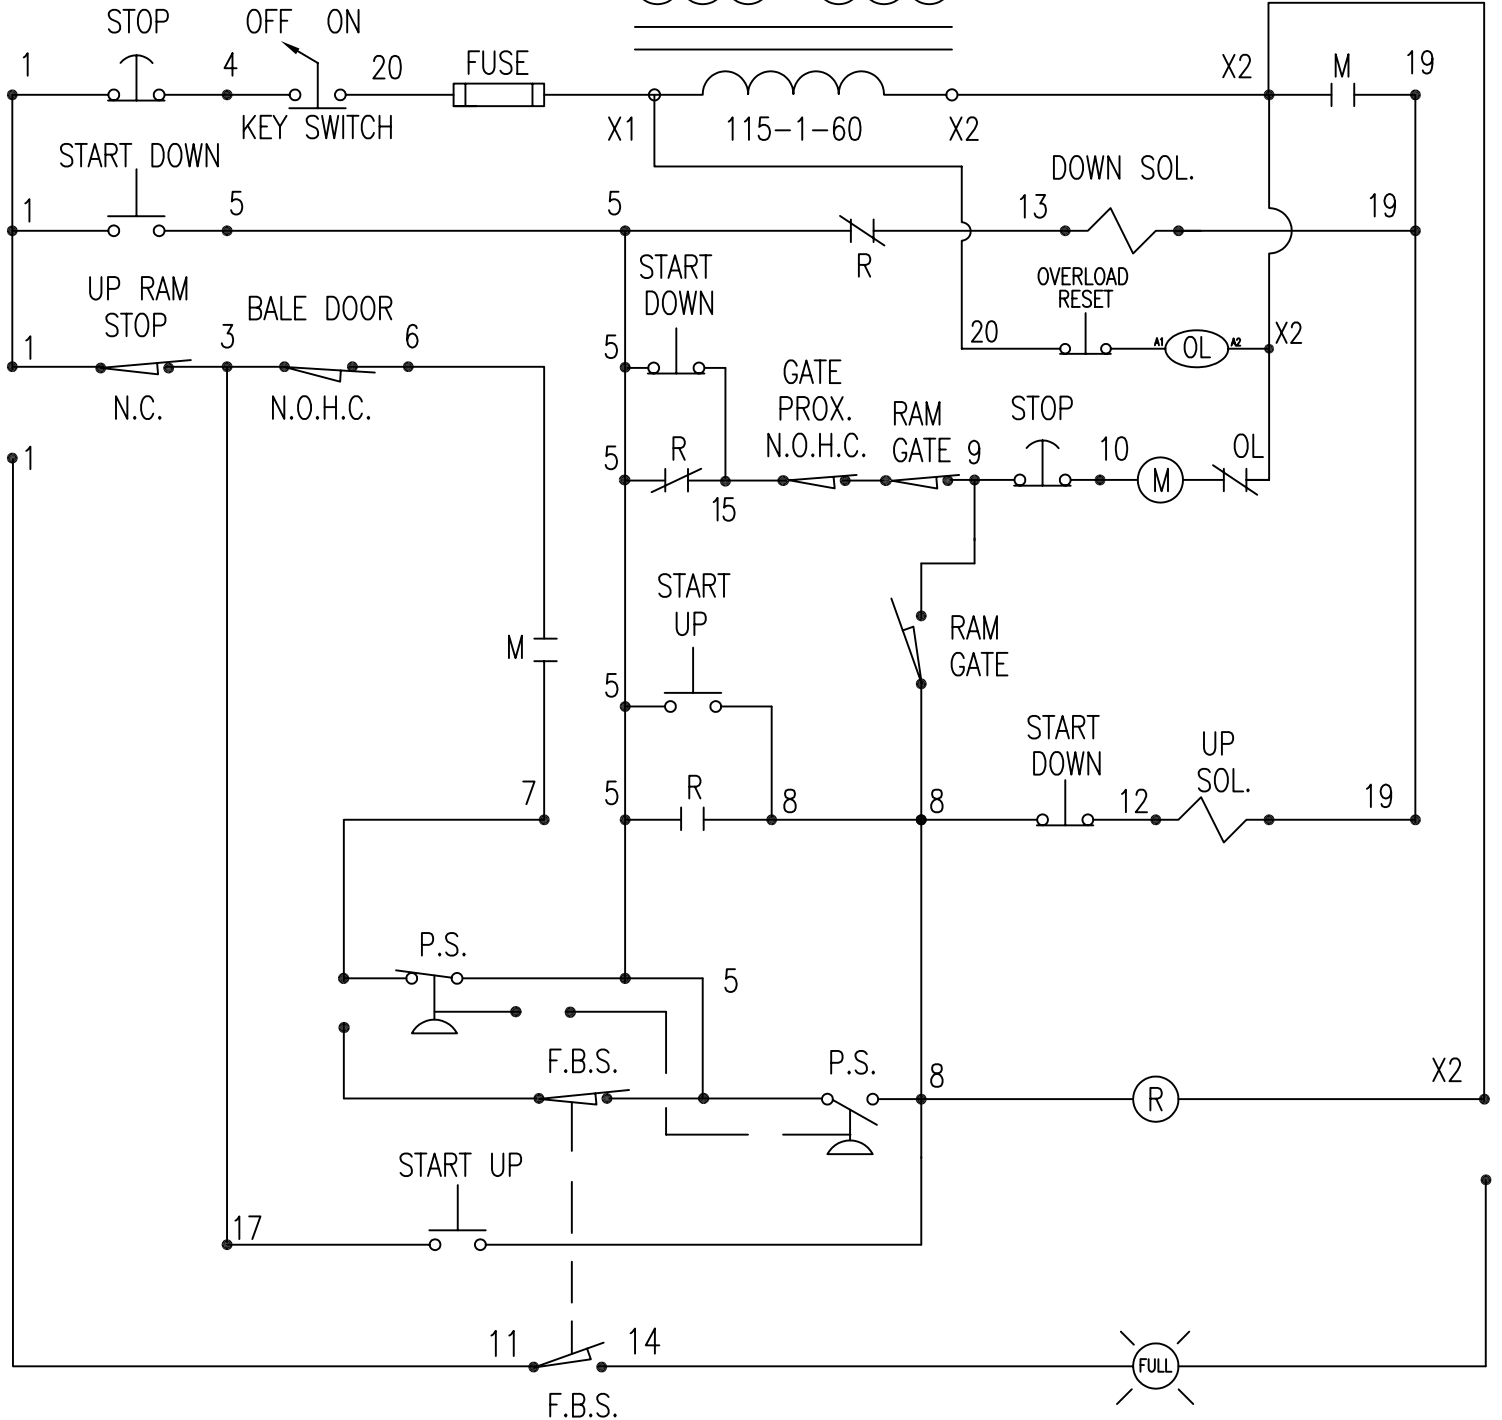 STOP
OFF ON
1
4
20
FUSE
X2
M
19
KEY SWITCH
X1
115-1-60
X2
START DOWN
1
5
5
13
DOWN SOL.
19
R
UP RAM
STOP
BALE DOOR
START
DOWN
OVERLOAD
RESET
1
3
6
5
20
A1
OL
A2
X2
N.C.
N.O.H.C.
GATE
PROX.
N.O.H.C.
RAM
GATE
STOP
1
5
R
9
10
OL
M
15
START
UP
RAM
GATE
M
5
START
DOWN
UP
SOL.
7
5
R
8
8
12
19
P.S.
5
F.B.S.
P.S.
8
X2
R
START UP
17
11
14
FULL
F.B.S.